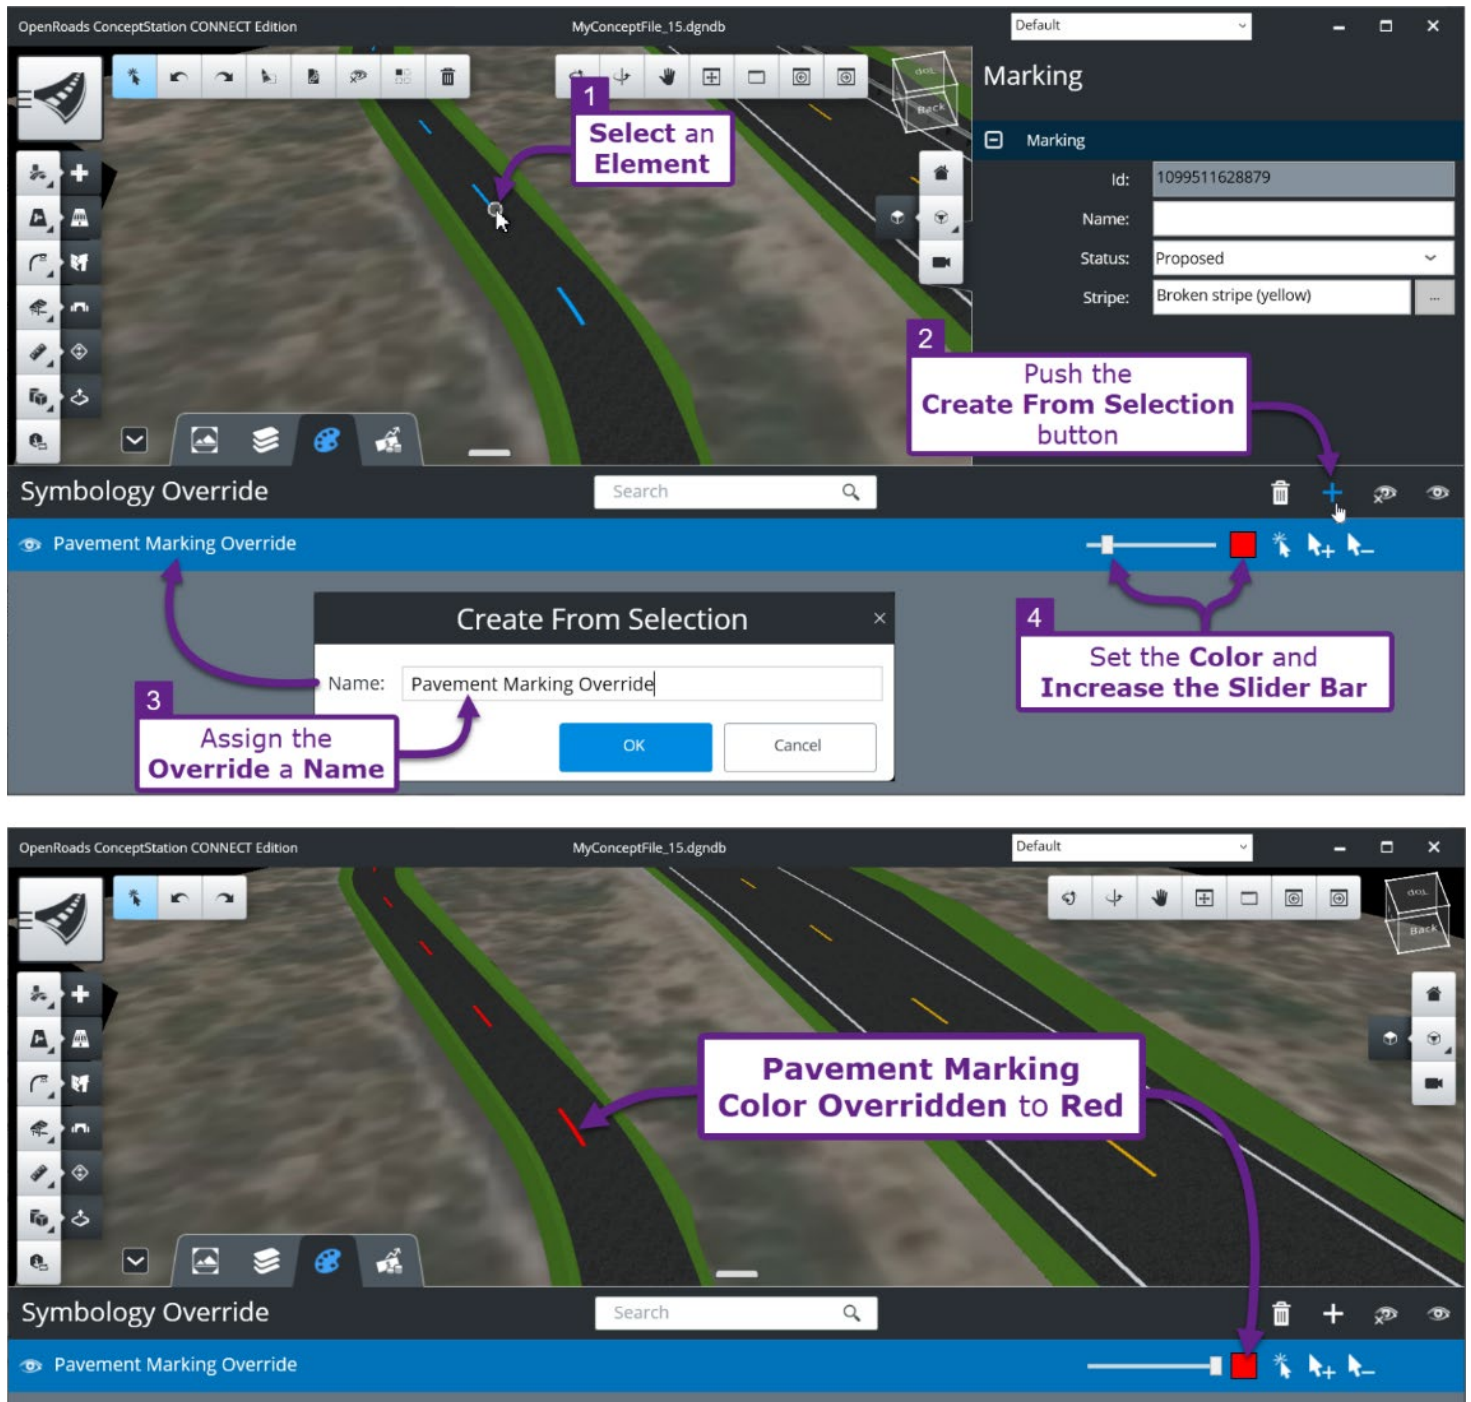 OpenRoads ConceptStation CONNECT Edition
MyConceptFile_15.dgndb
Default
Top
Back
Marking
Marking
Id: 1099511628879
Name:
Status: Proposed
Stripe: Broken stripe (yellow) ...
1
Select an
Element
2
Push the
Create From Selection
button
Symbology Override
Search
Pavement Marking Override
Create From Selection
Name: Pavement Marking Override
OK
Cancel
3
Assign the
Override a Name
4
Set the Color and
Increase the Slider Bar
OpenRoads ConceptStation CONNECT Edition
MyConceptFile_15.dgndb
Default
Top
Back
Pavement Marking
Color Overridden to Red
Symbology Override
Search
Pavement Marking Override